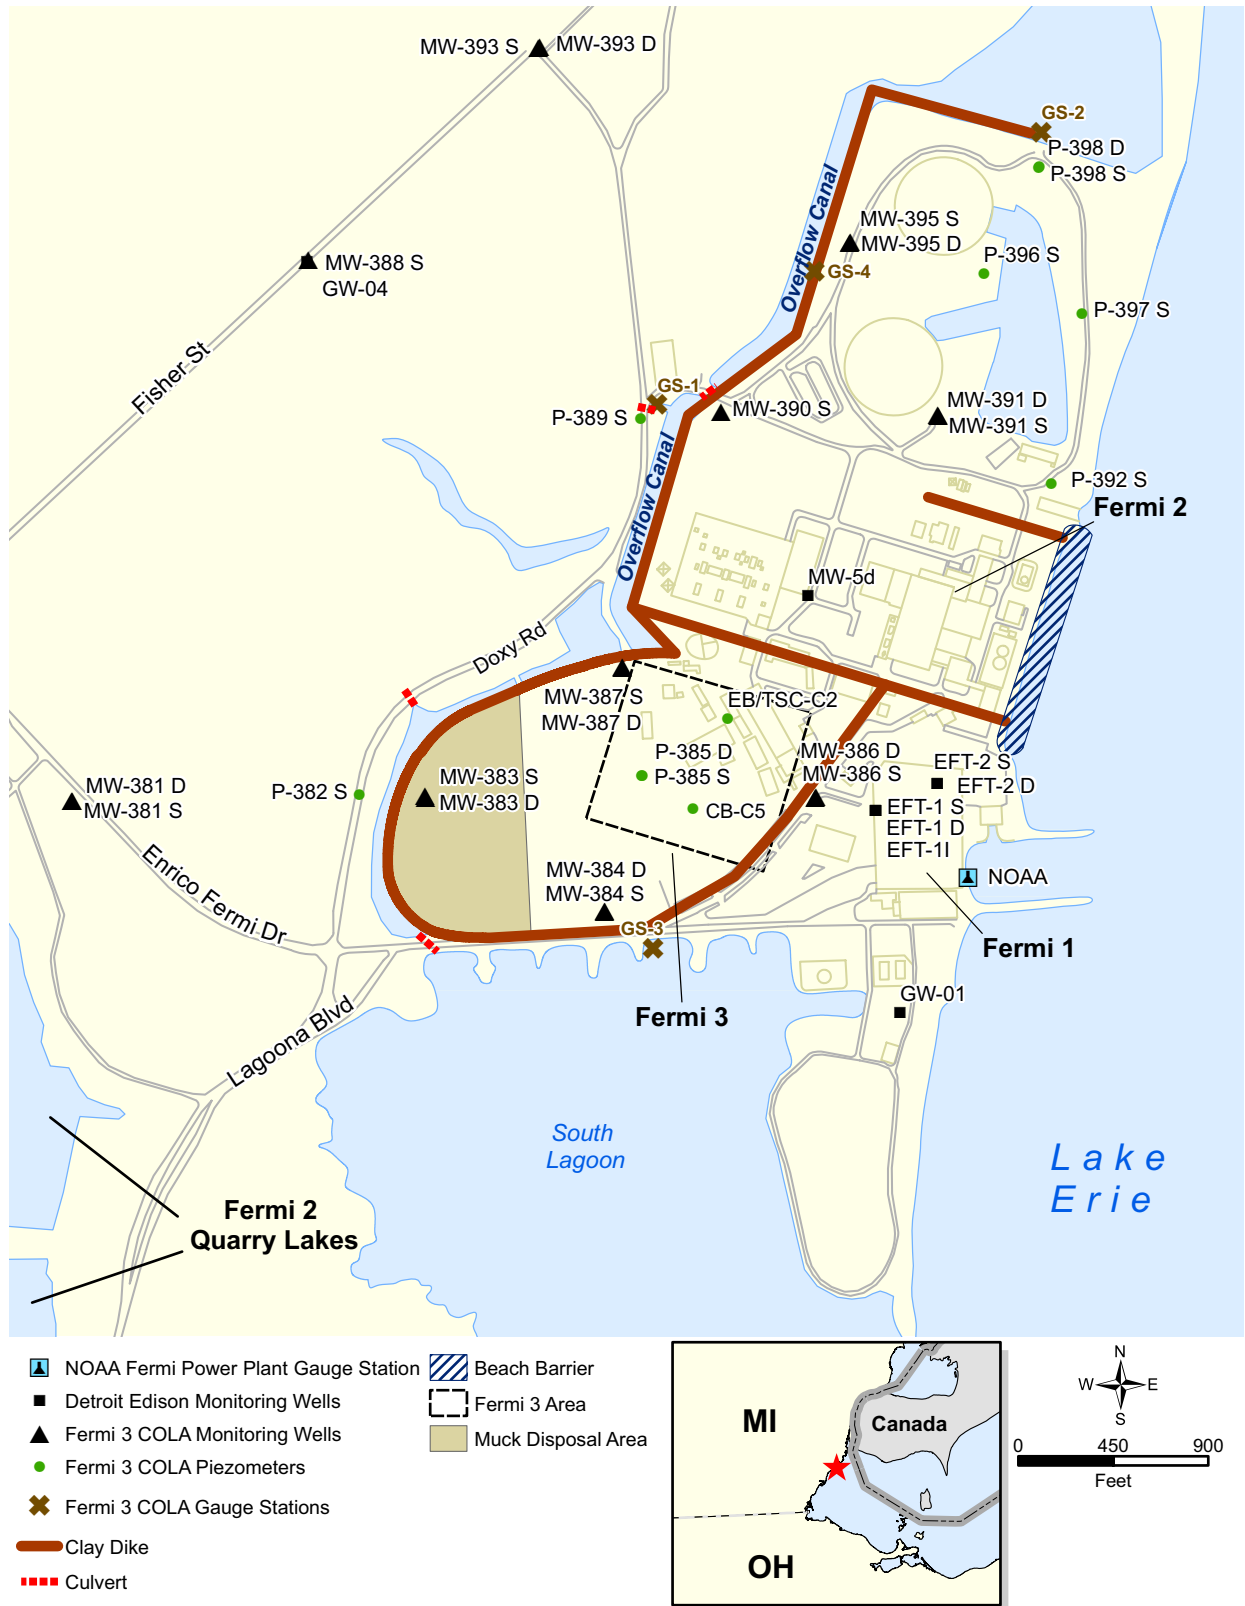 MW-393 S
MW-393 D
GS-2
P-398 D
P-398 S
Overflow Canal
MW-395 S
MW-395 D
P-396 S
MW-388 S
GW-04
GS-4
P-397 S
Fisher St
GS-1
P-389 S
MW-390 S
MW-391 D
MW-391 S
Overflow Canal
P-392 S
Fermi 2
MW-5d
Doxy Rd
MW-387 S
MW-387 D
EB/TSC-C2
P-385 D
P-385 S
MW-386 D
MW-386 S
EFT-2 S
EFT-2 D
MW-381 D
MW-381 S
P-382 S
MW-383 S
MW-383 D
CB-C5
EFT-1 S
EFT-1 D
EFT-1I
Enrico Fermi Dr
MW-384 D
MW-384 S
NOAA
GS-3
Fermi 1
Fermi 3
GW-01
Lagoona Blvd
South
Lagoon
Lake
Erie
Fermi 2
Quarry Lakes
NOAA Fermi Power Plant Gauge Station
Detroit Edison Monitoring Wells
Fermi 3 COLA Monitoring Wells
Fermi 3 COLA Piezometers
Fermi 3 COLA Gauge Stations
Clay Dike
Culvert
Beach Barrier
Fermi 3 Area
Muck Disposal Area
MI
Canada
OH
N
W
E
S
0
450
900
Feet